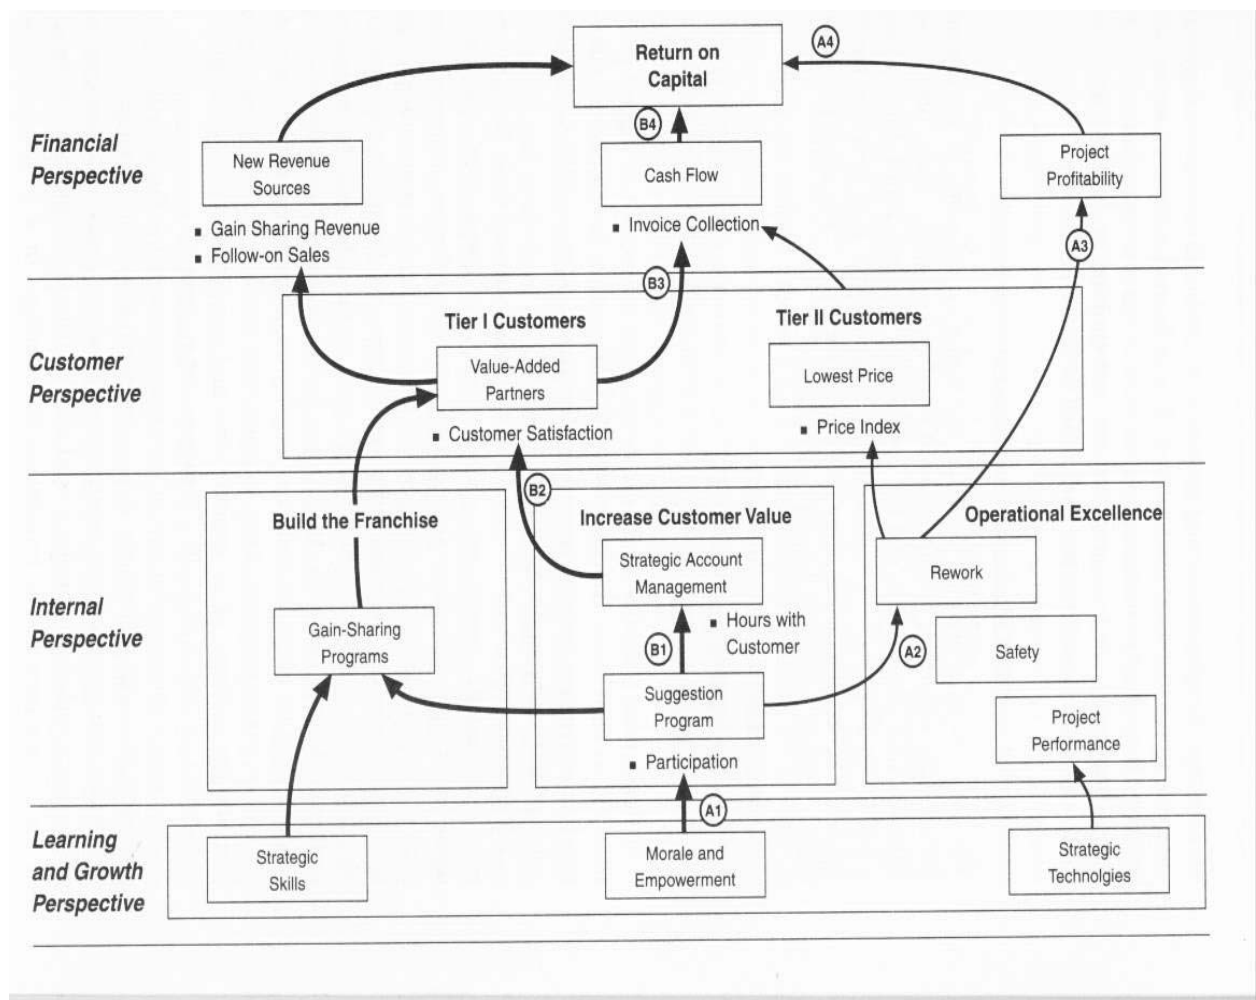 Return on
Capital
A4
B4
Financial
Perspective
New Revenue
Sources
Cash Flow
Project
Profitability
Gain Sharing Revenue
Follow-on Sales
Invoice Collection
A3
B3
Customer
Perspective
Tier I Customers
Tier II Customers
Value-Added
Partners
Lowest Price
Customer Satisfaction
Price Index
B2
Internal
Perspective
Build the Franchise
Increase Customer Value
Operational Excellence
Strategic Account
Management
Rework
Hours with
Customer
Gain-Sharing
Programs
B1
A2
Safety
Suggestion
Program
Project
Performance
Participation
A1
Learning
and Growth
Perspective
Strategic
Skills
Morale and
Empowerment
Strategic
Technolgies